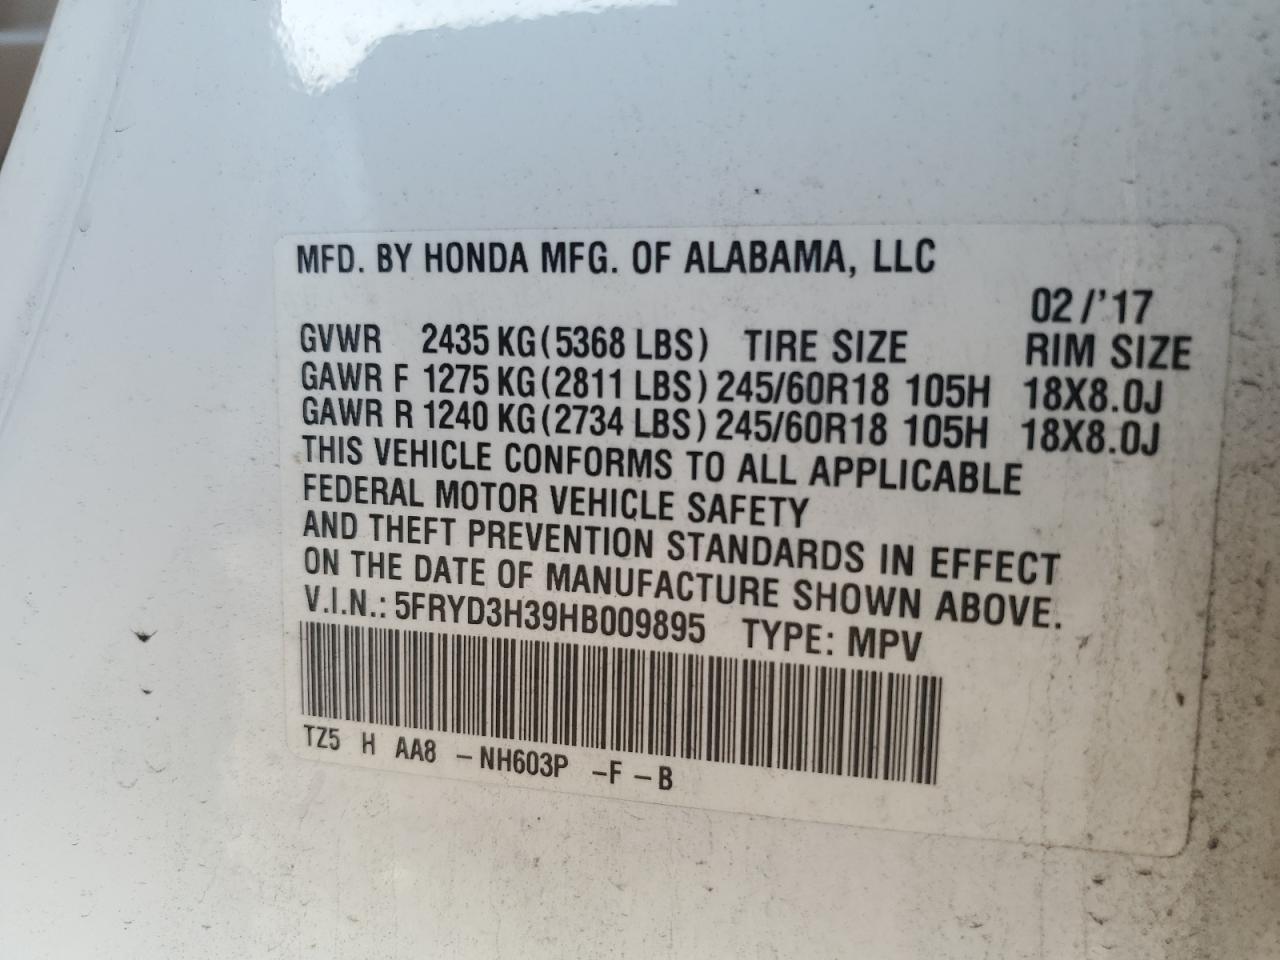 MFD. BY HONDA MFG. OF ALABAMA, LLC
02/'17
GVWR 2435 KG(5368 LBS) TIRE SIZE RIM SIZE
GAWR F 1275 KG(2811 LBS) 245/60R18 105H 18X8.0J
GAWR R 1240 KG(2734 LBS) 245/60R18 105H 18X8.0J
THIS VEHICLE CONFORMS TO ALL APPLICABLE
FEDERAL MOTOR VEHICLE SAFETY
AND THEFT PREVENTION STANDARDS IN EFFECT
ON THE DATE OF MANUFACTURE SHOWN ABOVE.
V.I.N.: 5FRYD3H39HB009895 TYPE: MPV
TZ5 H AA8 -NH603P -F -B